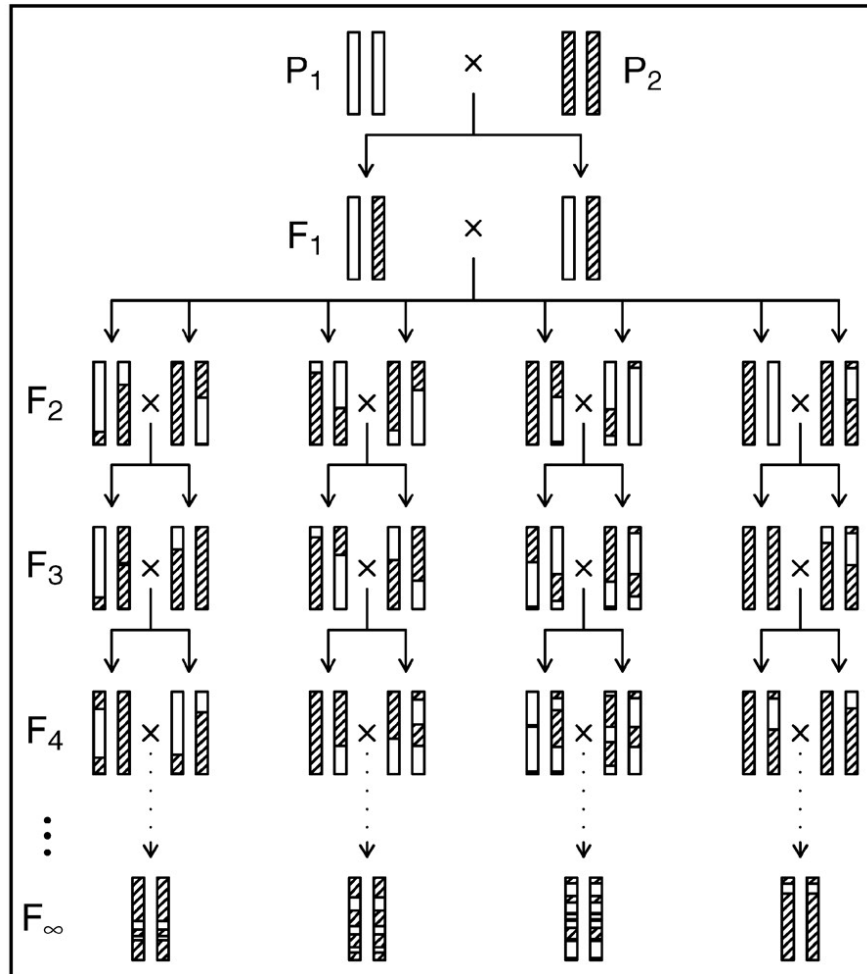 P₁ × P₂
F₁ ×
F₂ × × × ×
F₃ × × × ×
F₄ × × × ×
⋮
F∞